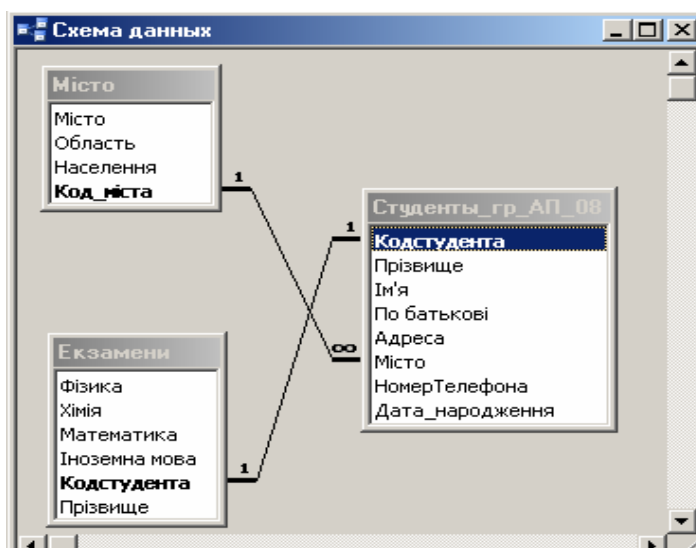 Схема данных
Місто
Місто
Область
Населення
Код_міста
1
Студенты_гр_АП_08
1
Кодстудента
Прізвище
Ім'я
По батькові
Адреса
∞
Місто
НомерТелефона
Дата_народження
Екзамени
Фізика
Хімія
Математика
Іноземна мова
Кодстудента
1
Прізвище